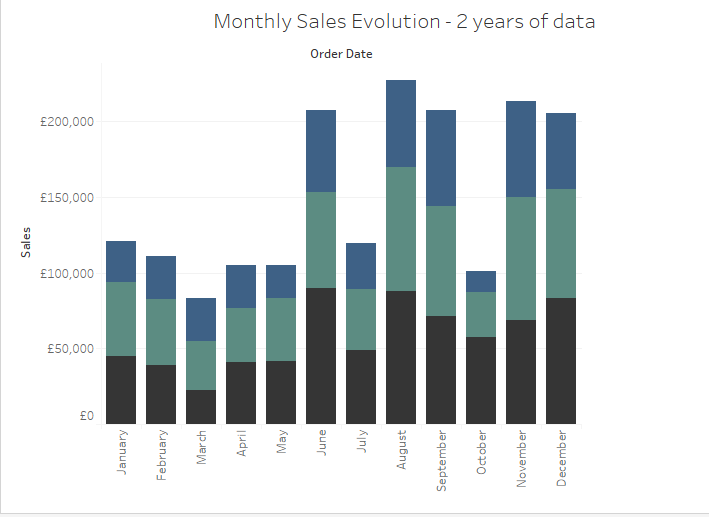 Monthly Sales Evolution - 2 years of data
Order Date
£200,000
£150,000
£100,000
£50,000
£0
Sales
January
February
March
April
May
June
July
August
September
October
November
December